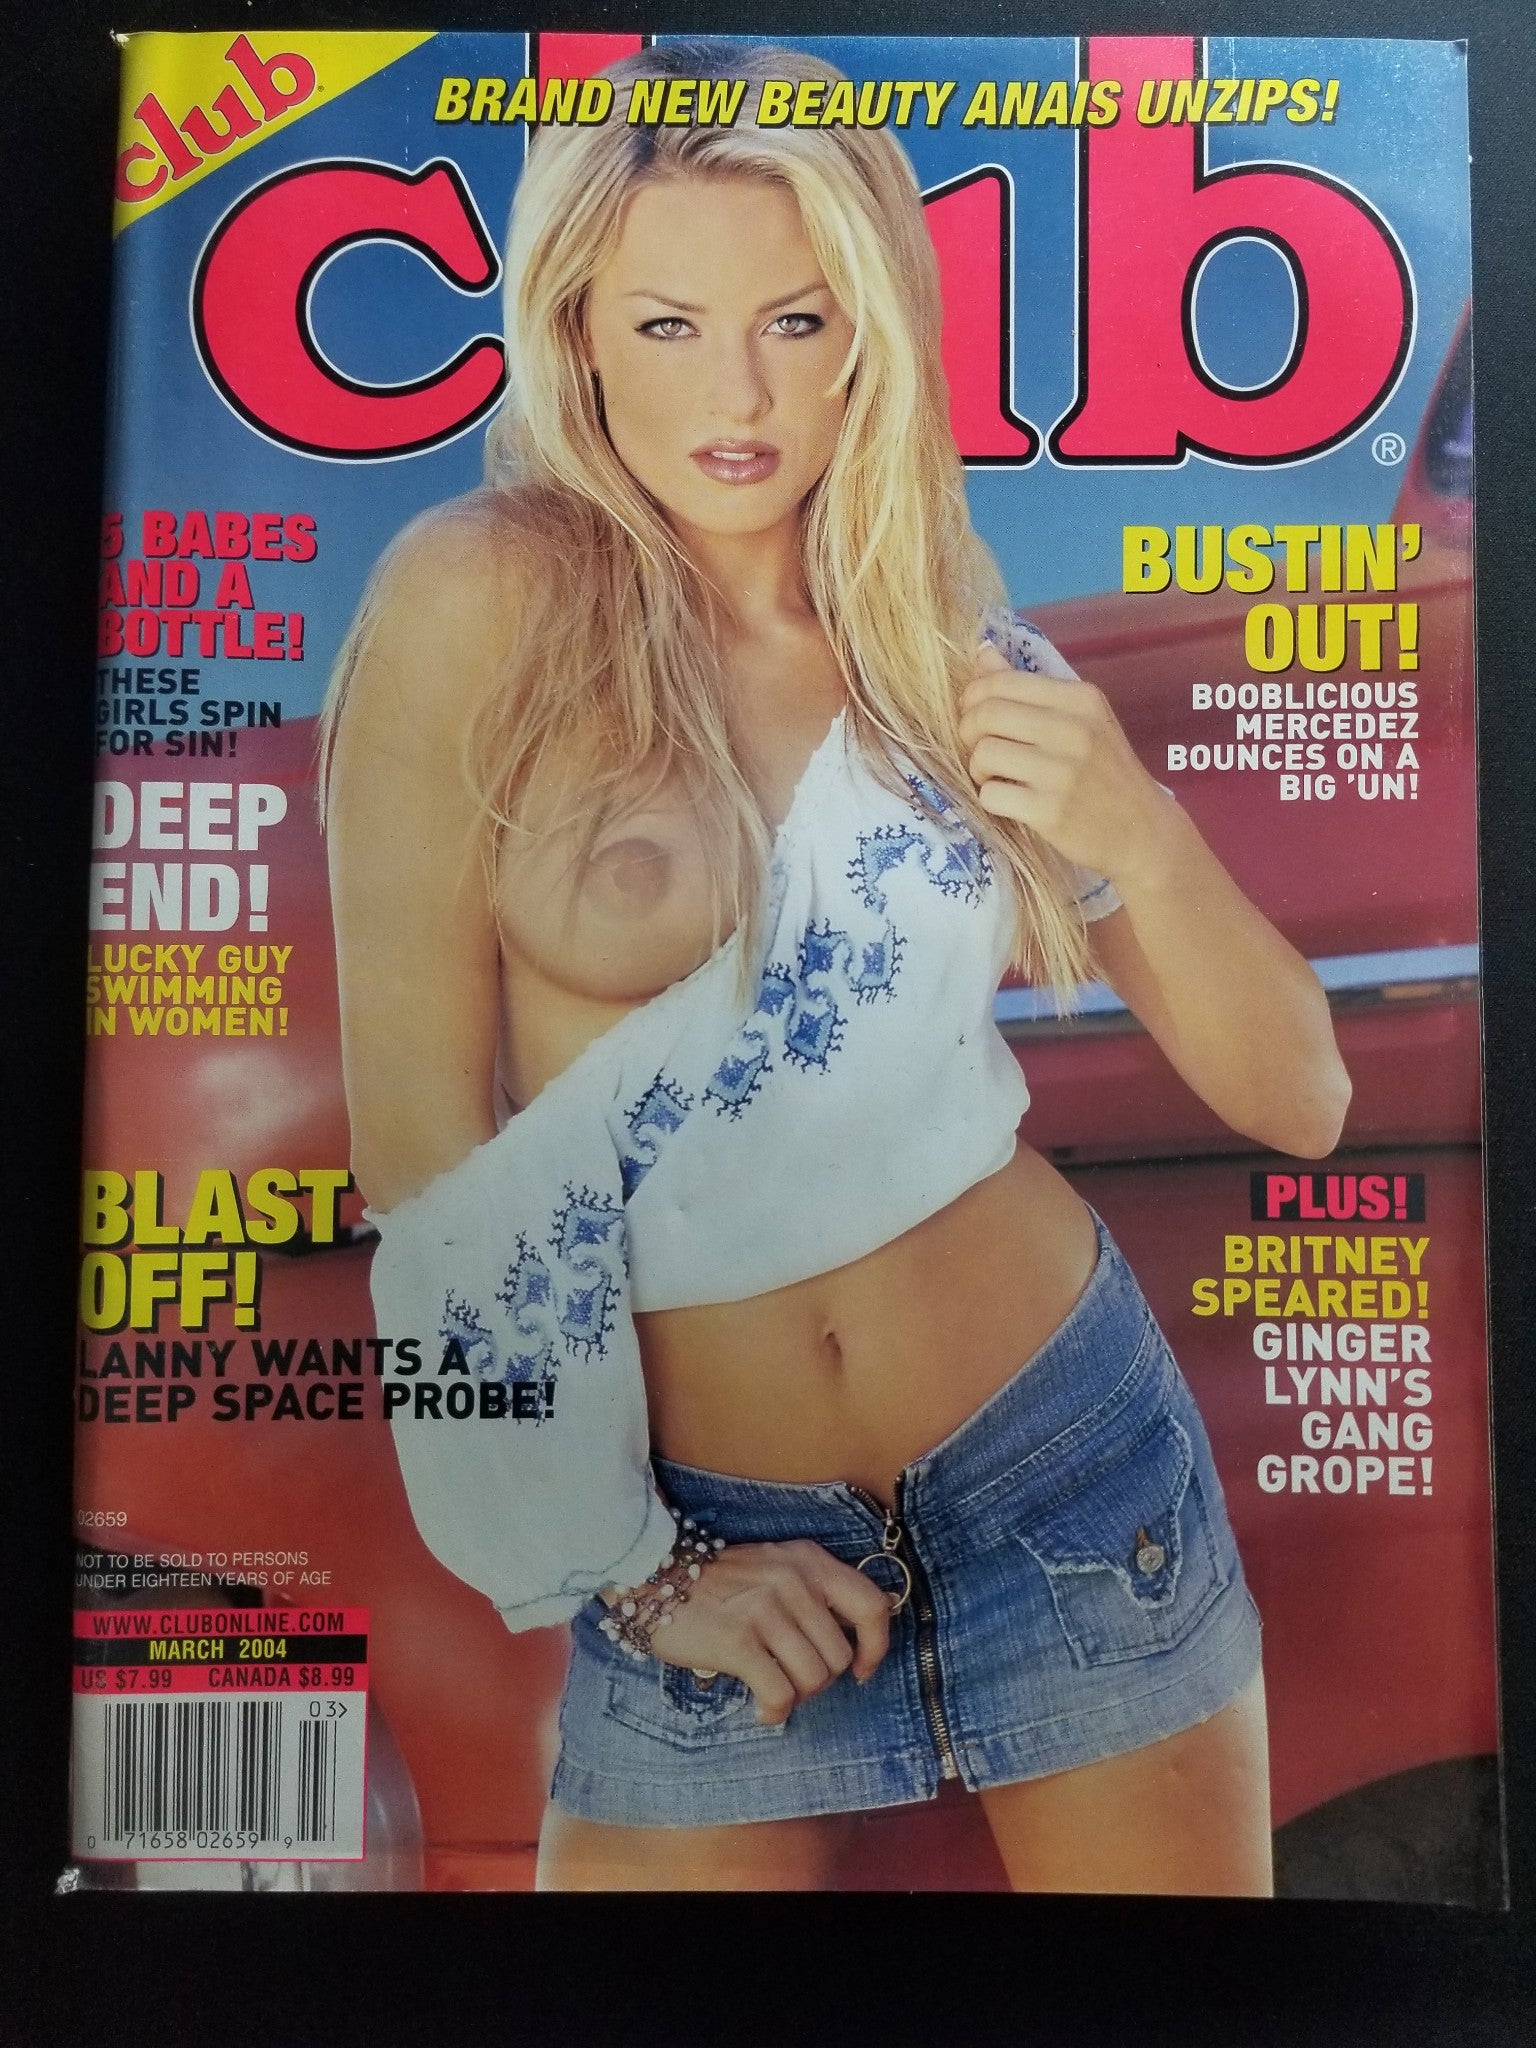 club
BRAND NEW BEAUTY ANAIS UNZIPS!
club
®
5 BABES
AND A
BOTTLE!
THESE
GIRLS SPIN
FOR SIN!
DEEP
END!
LUCKY GUY
SWIMMING
IN WOMEN!
BLAST
OFF!
LANNY WANTS A
DEEP SPACE PROBE!
BUSTIN'
OUT!
BOOBLICIOUS
MERCEDEZ
BOUNCES ON A
BIG 'UN!
PLUS!
BRITNEY
SPEARED!
GINGER
LYNN'S
GANG
GROPE!
02659
NOT TO BE SOLD TO PERSONS
UNDER EIGHTEEN YEARS OF AGE
WWW.CLUBONLINE.COM
MARCH 2004
US $7.99 CANADA $8.99
03>
0 71658 02659 9